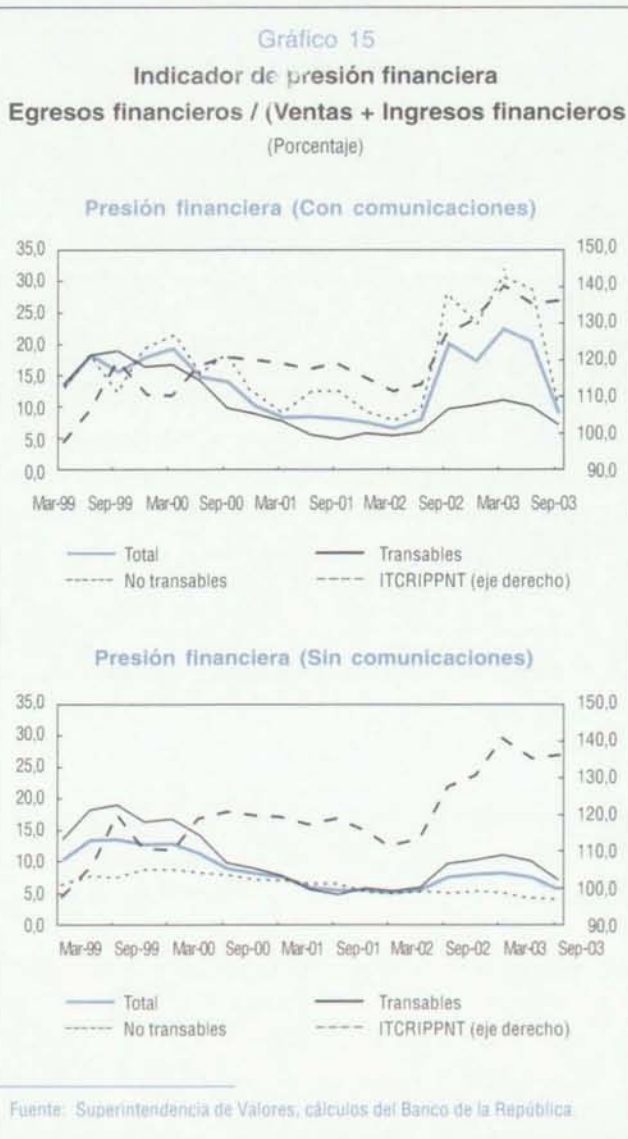 Gráfico 15
Indicador de presión financiera
Egresos financieros / (Ventas + Ingresos financieros
(Porcentaje)
Presión financiera (Con comunicaciones)
35,0 150,0
30,0 140,0
25,0 130,0
20,0 120,0
15,0 110,0
10,0
5,0 100,0
0,0 90,0
Mar-99 Sep-99 Mar-00 Sep-00 Mar-01 Sep-01 Mar-02 Sep-02 Mar-03 Sep-03
Total Transables
No transables ITCRIPPNT (eje derecho)
Presión financiera (Sin comunicaciones)
35,0 150,0
30,0 140,0
25,0 130,0
20,0 120,0
15,0 110,0
10,0
5,0 100,0
0,0 90,0
Mar-99 Sep-99 Mar-00 Sep-00 Mar-01 Sep-01 Mar-02 Sep-02 Mar-03 Sep-03
Total Transables
No transables ITCRIPPNT (eje derecho)
Fuente: Superintendencia de Valores, cálculos del Banco de la República